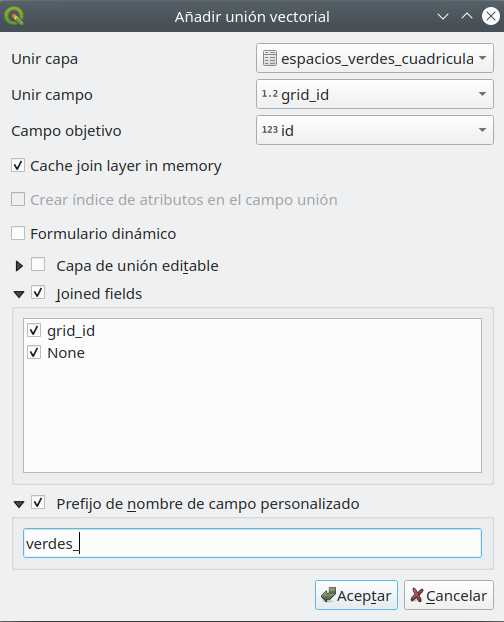 Añadir unión vectorial
Unir capa espacios_verdes_cuadricula
Unir campo 1.2 grid_id
Campo objetivo 123 id
Cache join layer in memory
Crear índice de atributos en el campo unión
Formulario dinámico
Capa de unión editable
Joined fields
grid_id
None
Prefijo de nombre de campo personalizado
verdes_
Aceptar Cancelar